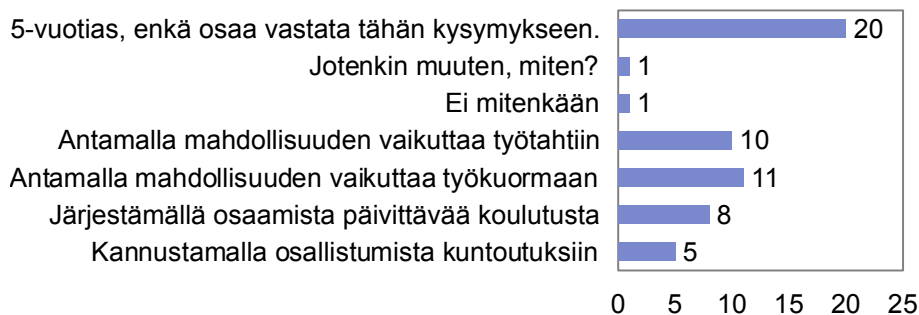 5-vuotias, enkä osaa vastata tähän kysymykseen. 20
Jotenkin muuten, miten? 1
Ei mitenkään 1
Antamalla mahdollisuuden vaikuttaa työtahtiin 10
Antamalla mahdollisuuden vaikuttaa työkuormaan 11
Järjestämällä osaamista päivittävää koulutusta 8
Kannustamalla osallistumista kuntoutuksiin 5
0 5 10 15 20 25